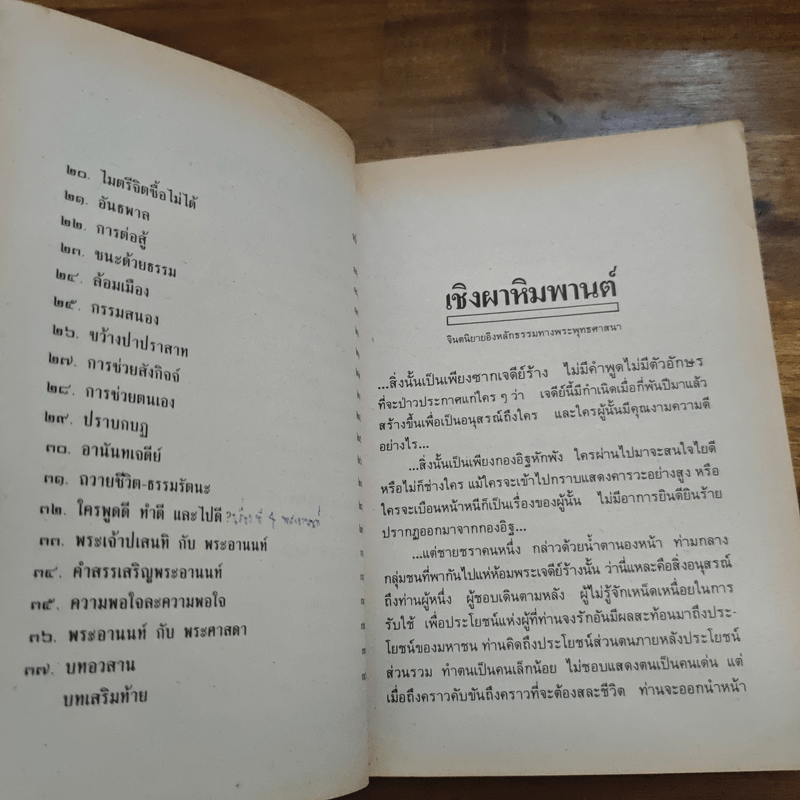 ๒๐. ไมตรีจิตซื้อไม่ได้
๒๑. อันธพาล
๒๒. การต่อสู้
๒๓. ชนะด้วยธรรม
๒๔. ล้อมเมือง
๒๕. กรรมสนอง
๒๖. ขว้างปาปราสาท
๒๗. การช่วยสังกิจจ์
๒๘. การช่วยตนเอง
๒๙. ปราบกบฏ
๓๐. อานันทเจดีย์
๓๑. ถวายชีวิต-ธรรมรัตนะ
๓๒. ใครพูดดี ทำดี และไปดี ?
๓๓. พระเจ้าปเสนทิ กับ พระอานนท์
๓๔. คำสรรเสริญพระอานนท์
๓๕. ความพอใจละความพอใจ
๓๖. พระอานนท์ กับ พระศาสดา
๓๗. บทอวสาน
บทเสริมท้าย
เชิงผาหิมพานต์
จินตนิยายอิงหลักธรรมทางพระพุทธศาสนา
...สิ่งนั้นเป็นเพียงซากเจดีย์ร้าง ไม่มีคำพูดไม่มีตัวอักษร
ที่จะป่าวประกาศแก่ใคร ๆ ว่า เจดีย์นี้มีกำเนิดเมื่อกี่พันปีมาแล้ว
สร้างขึ้นเพื่อเป็นอนุสรณ์ถึงใคร และใครผู้นั้นมีคุณงามความดี
อย่างไร...
...สิ่งนั้นเป็นเพียงกองอิฐหักพัง ใครผ่านไปมาจะสนใจไยดี
หรือไม่ก็ช่างใคร แม้ใครจะเข้าไปกราบแสดงคารวะอย่างสูง หรือ
ใครจะเบือนหน้าหนีก็เป็นเรื่องของผู้นั้น ไม่มีอาการยินดียินร้าย
ปรากฏออกมาจากกองอิฐ...
...แต่ชายชราคนหนึ่ง กล่าวด้วยน้ำตานองหน้า ท่ามกลาง
กลุ่มชนที่พากันไปแห่ห้อมพระเจดีย์ร้างนั้น ว่านี่แหละคือสิ่งอนุสรณ์
ถึงท่านผู้หนึ่ง ผู้ชอบเดินตามหลัง ผู้ไม่รู้จักเหน็ดเหนื่อยในการ
รับใช้ เพื่อประโยชน์แห่งผู้ที่ท่านจงรักอันมีผลสะท้อนมาถึงประ-
โยชน์ของมหาชน ท่านคิดถึงประโยชน์ส่วนตนภายหลังประโยชน์
ส่วนรวม ทำตนเป็นคนเล็กน้อย ไม่ชอบแสดงตนเป็นคนเด่น แต่
เมื่อถึงคราวคับขันถึงคราวที่จะต้องสละชีวิต ท่านจะออกนำหน้า